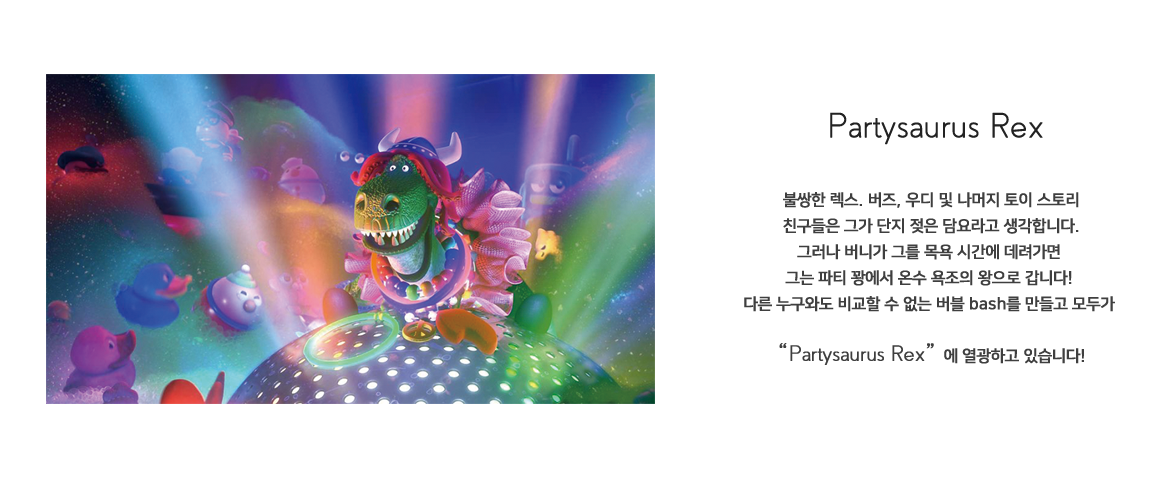 Partysaurus Rex
불쌍한 렉스. 버즈, 우디 및 나머지 토이 스토리
친구들은 그가 단지 젖은 담요라고 생각합니다.
그러나 버니가 그를 목욕 시간에 데려가면
그는 파티 꽝에서 온수 욕조의 왕으로 갑니다!
다른 누구와도 비교할 수 없는 버블 bash를 만들고 모두가
“Partysaurus Rex” 에 열광하고 있습니다!